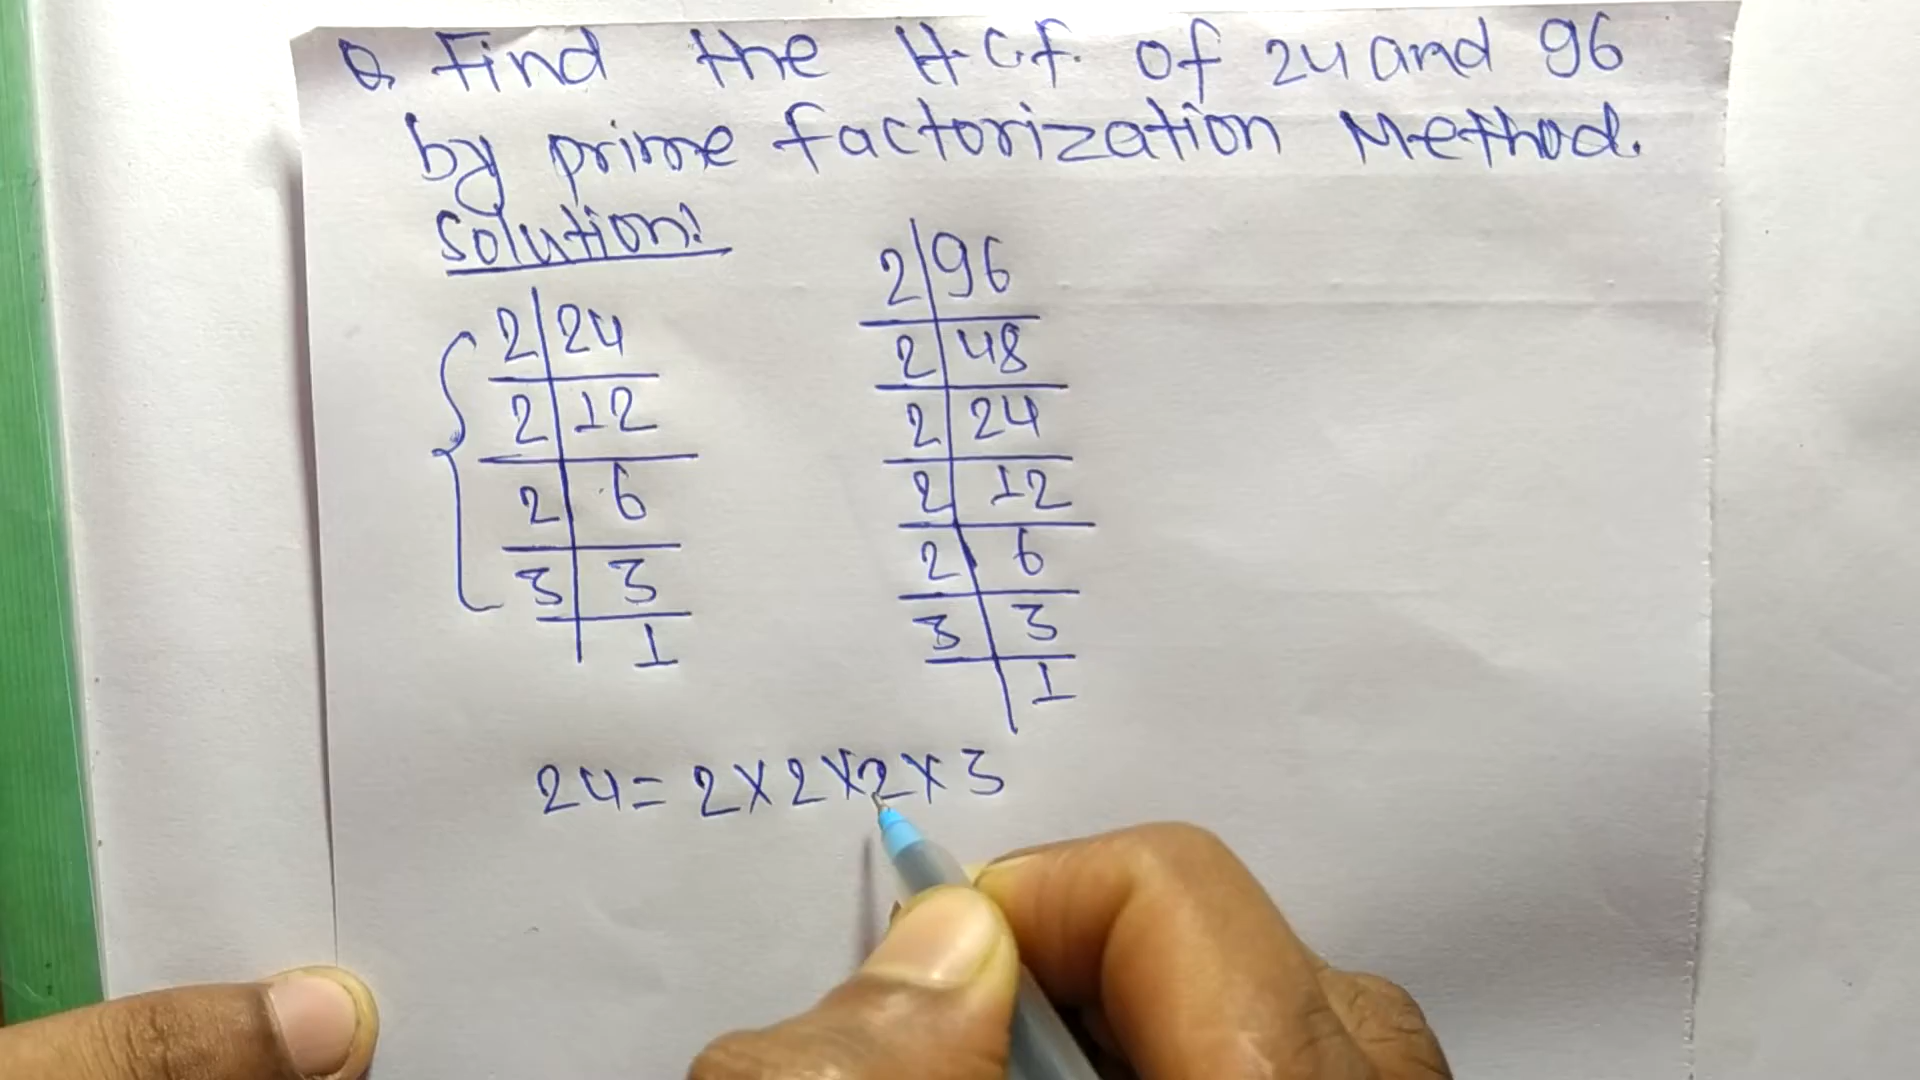 Q. Find the H.C.f. of 24 and 96
by prime factorization Method.
Solution:
2 | 24
2 | 12
2 | 6
3 | 3
1
2 | 96
2 | 48
2 | 24
2 | 12
2 | 6
3 | 3
1
24 = 2 × 2 × 2 × 3